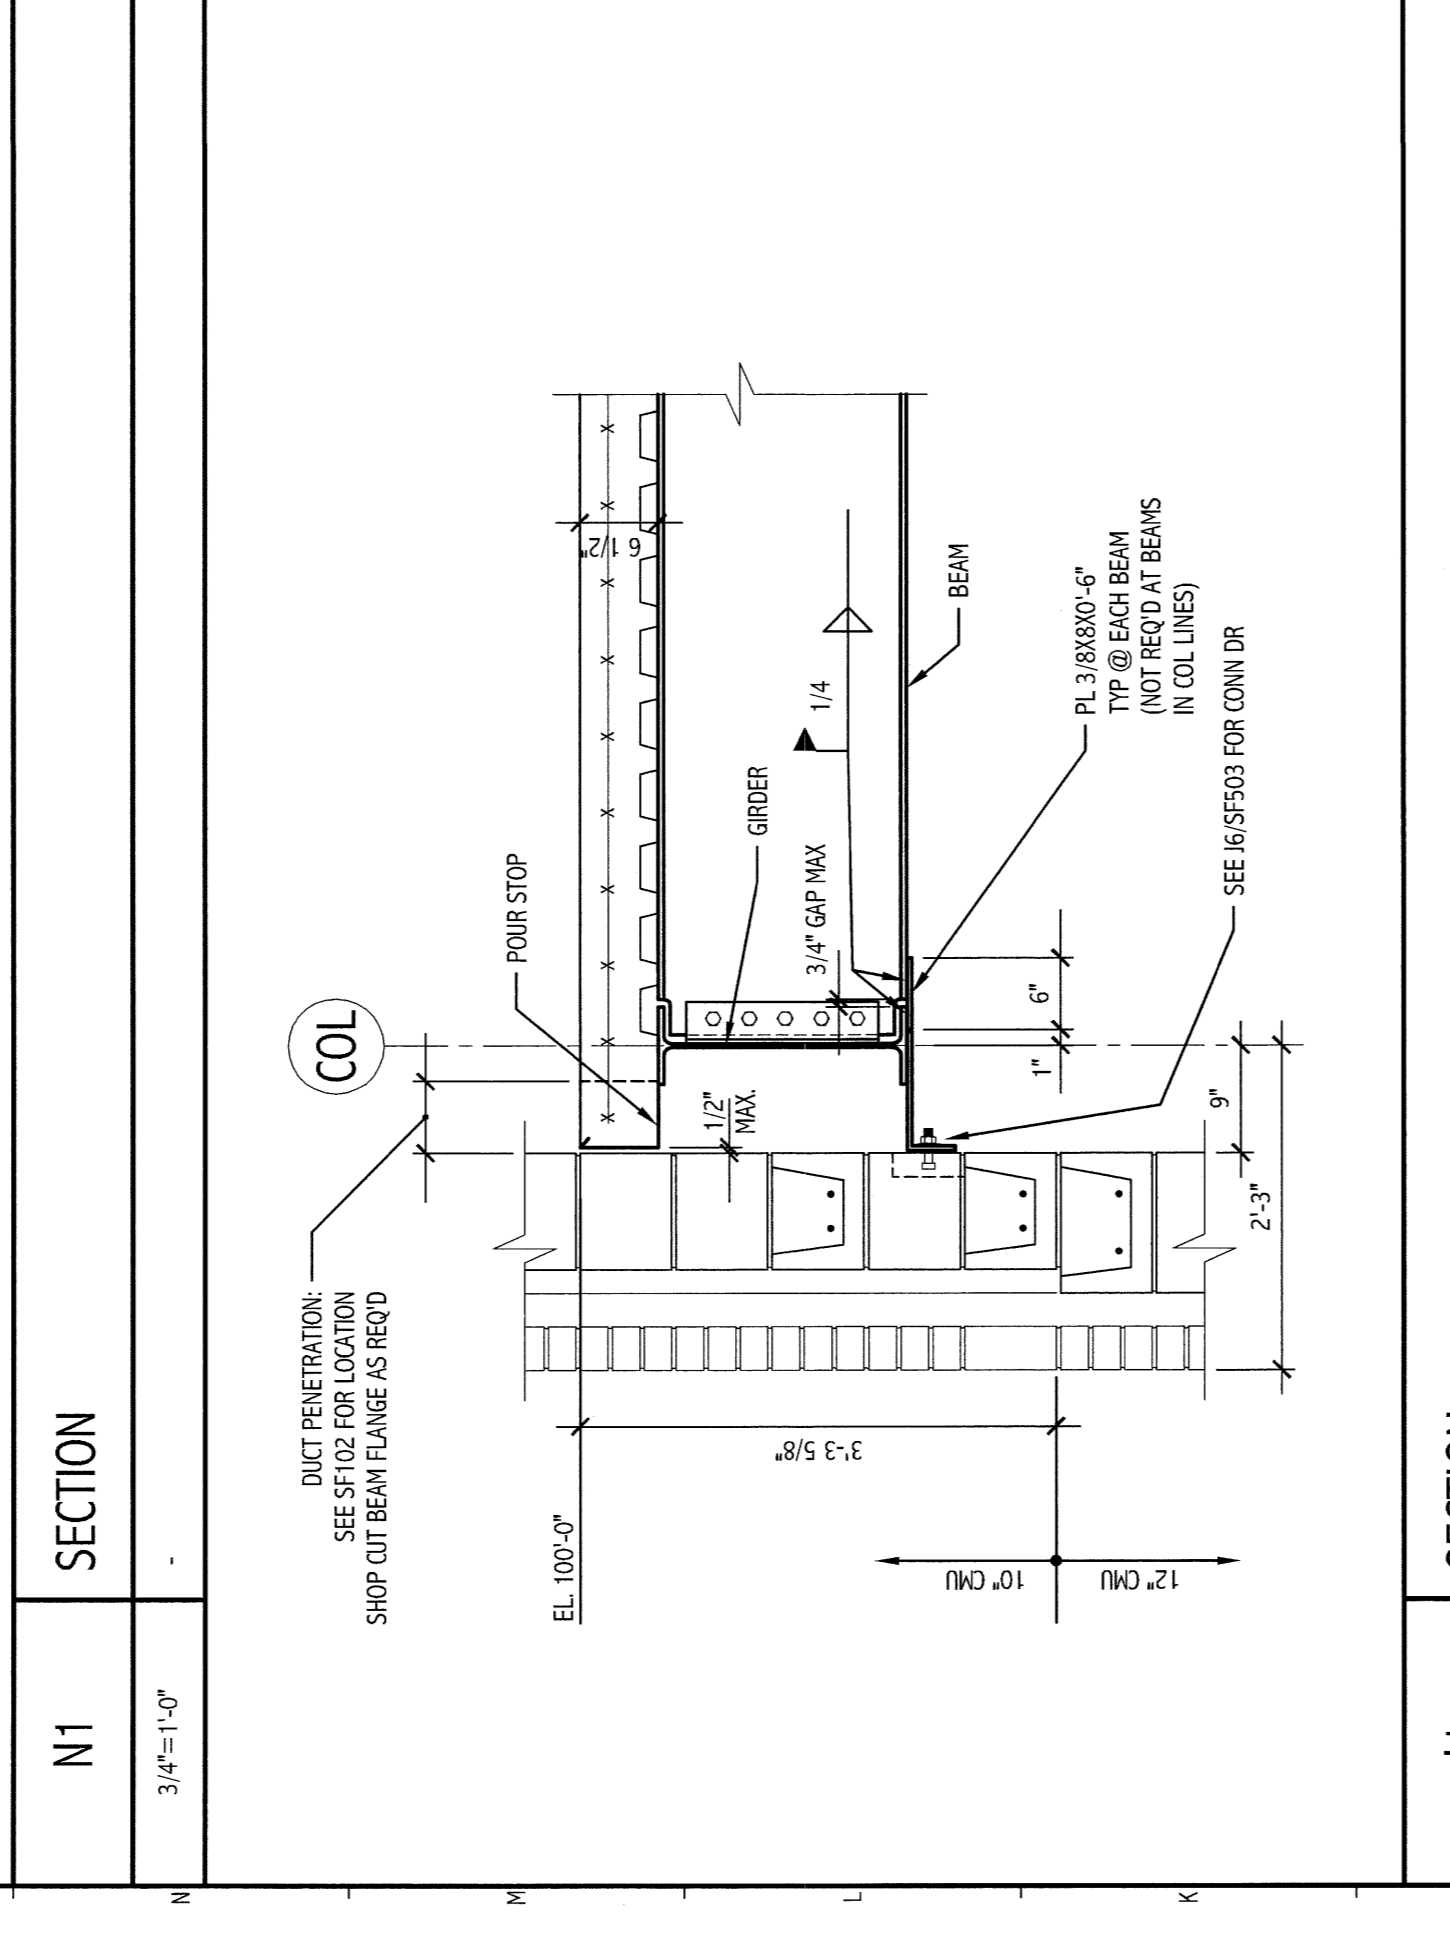 N1
SECTION
3/4"=1'-0"
-
COL
DUCT PENETRATION:
SEE SF102 FOR LOCATION
SHOP CUT BEAM FLANGE AS REQ'D
POUR STOP
6 1/2"
EL. 100'-0"
1/2"
MAX.
GIRDER
3/4" GAP MAX
1/4
3'-3 5/8"
BEAM
10" CMU
12" CMU
1"
6"
PL 3/8X8X0'-6"
TYP @ EACH BEAM
(NOT REQ'D AT BEAMS
IN COL LINES)
9"
2'-3"
SEE J6/SF503 FOR CONN DR
N
M
L
K